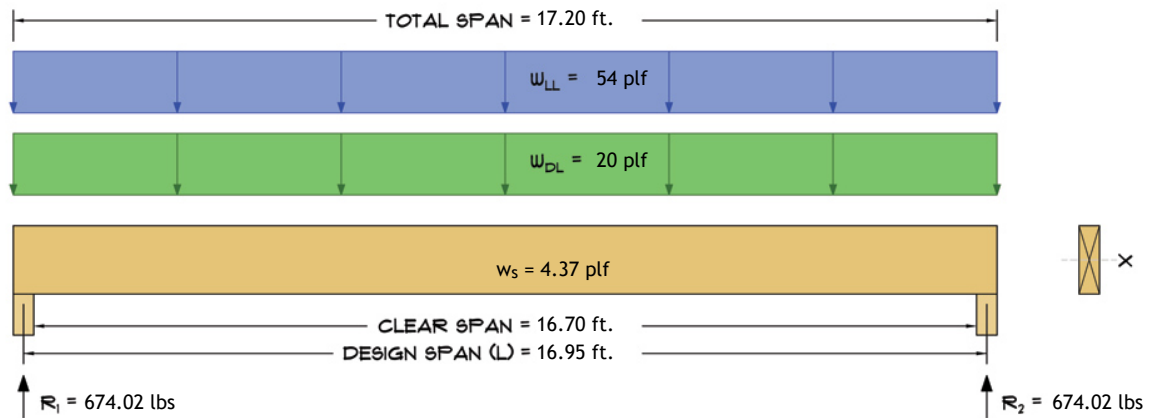 TOTAL SPAN = 17.20 ft.
wLL = 54 plf
wDL = 20 plf
ws = 4.37 plf
X
CLEAR SPAN = 16.70 ft.
DESIGN SPAN (L) = 16.95 ft.
R1 = 674.02 lbs
R2 = 674.02 lbs